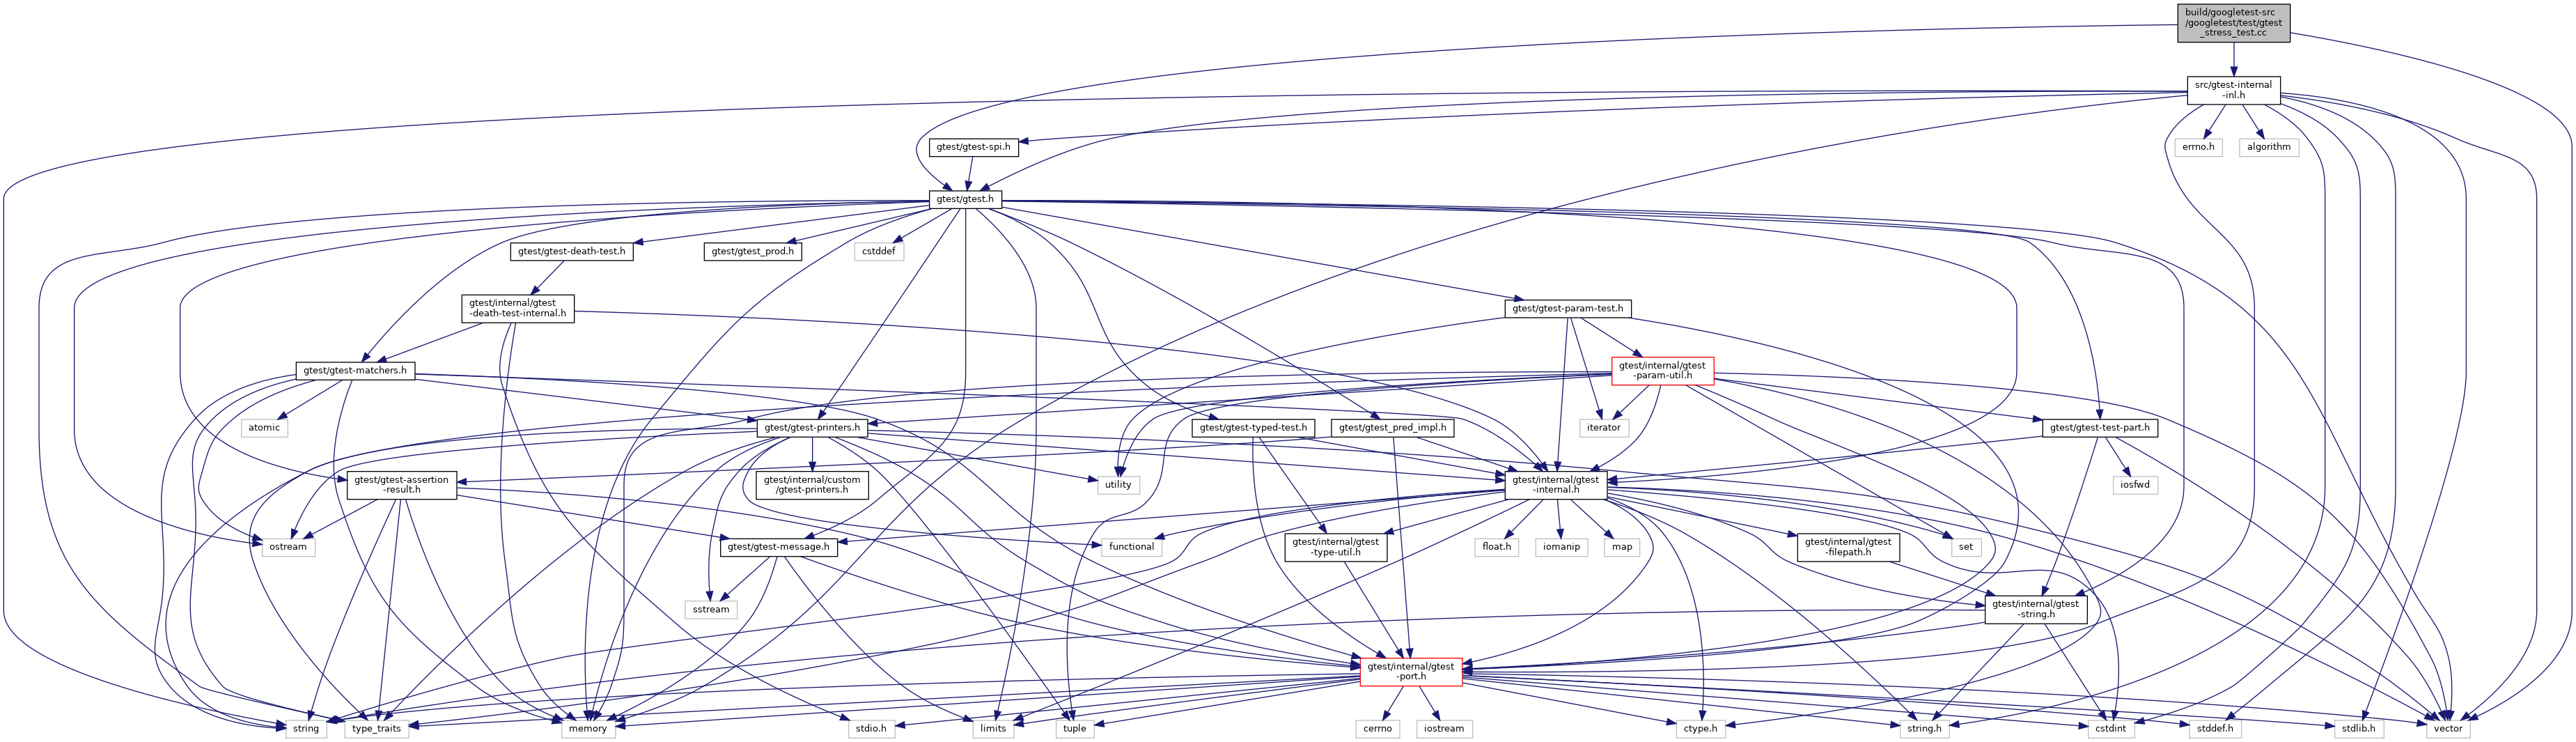 build/googletest-src
/googletest/test/gtest
_stress_test.cc
src/gtest-internal
-inl.h
gtest/gtest-spi.h
errno.h
algorithm
gtest/gtest.h
gtest/gtest-death-test.h
gtest/gtest_prod.h
cstddef
gtest/internal/gtest
-death-test-internal.h
gtest/gtest-param-test.h
gtest/gtest-matchers.h
gtest/internal/gtest
-param-util.h
atomic
gtest/gtest-printers.h
gtest/gtest-typed-test.h
gtest/gtest_pred_impl.h
iterator
gtest/gtest-test-part.h
gtest/gtest-assertion
-result.h
gtest/internal/custom
/gtest-printers.h
utility
gtest/internal/gtest
-internal.h
iosfwd
ostream
gtest/gtest-message.h
functional
gtest/internal/gtest
-type-util.h
float.h
iomanip
map
gtest/internal/gtest
-filepath.h
set
sstream
gtest/internal/gtest
-string.h
gtest/internal/gtest
-port.h
string
type_traits
memory
stdio.h
limits
tuple
cerrno
iostream
ctype.h
string.h
cstdint
stddef.h
stdlib.h
vector